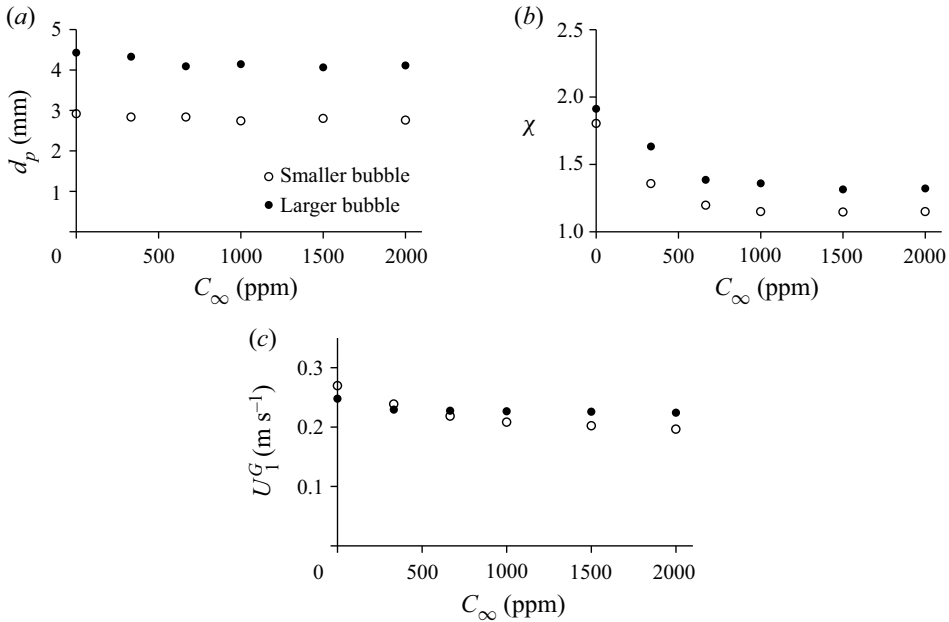 (a)
5
4
3
2
1
d_p (mm)
Smaller bubble
Larger bubble
0 500 1000 1500 2000
C_∞ (ppm)
(b)
2.5
2.0
χ
1.5
1.0
0 500 1000 1500 2000
C_∞ (ppm)
(c)
0.3
0.2
0.1
U_1^G (m s⁻¹)
0 500 1000 1500 2000
C_∞ (ppm)